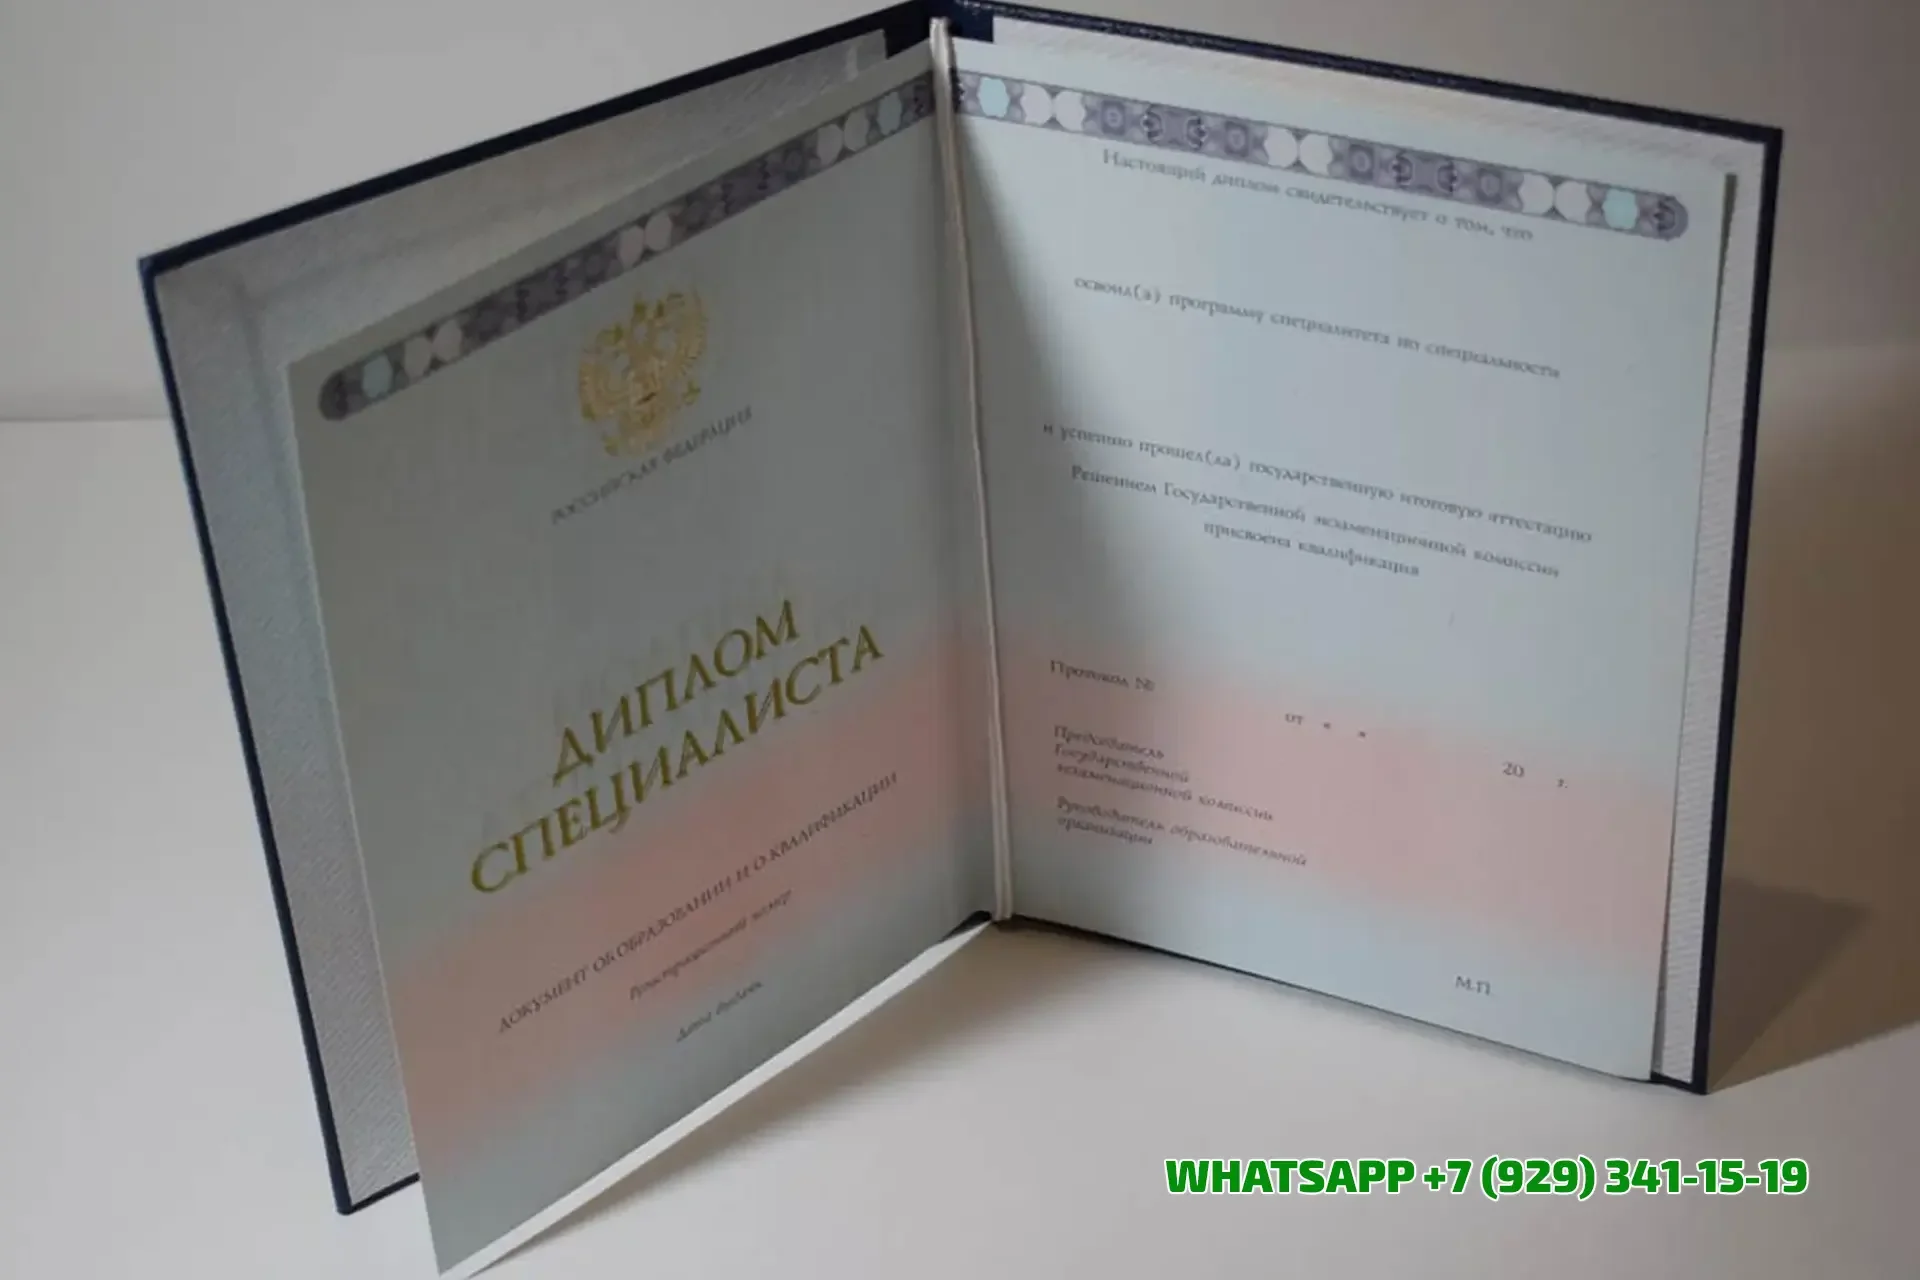 РОССИЙСКАЯ ФЕДЕРАЦИЯ
ДИПЛОМ
СПЕЦИАЛИСТА
ДОКУМЕНТ ОБ ОБРАЗОВАНИИ И О КВАЛИФИКАЦИИ
Регистрационный номер
Дата выдачи
Настоящий диплом свидетельствует о том, что
освоил(а) программу специалитета по специальности
и успешно прошел(ла) государственную итоговую аттестацию
Решением Государственной экзаменационной комиссии
присвоена квалификация
Протокол №
от « » 20 г.
Председатель
Государственной
экзаменационной комиссии
Руководитель образовательной
организации
М.П.
WHATSAPP +7 (929) 341-15-19